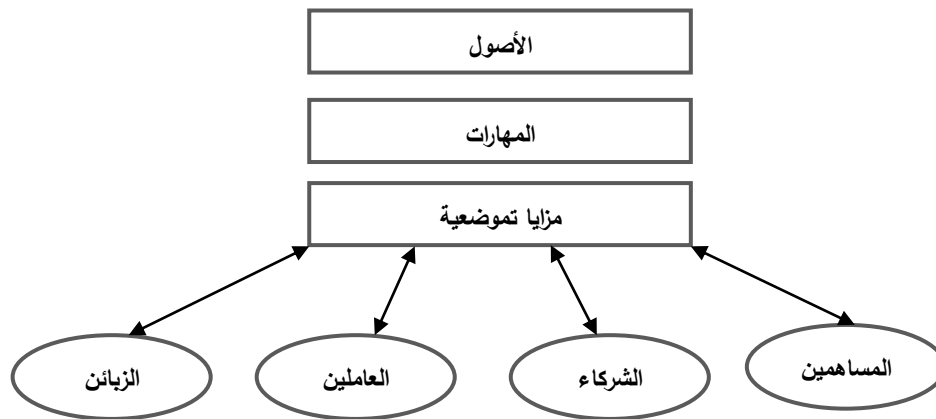 الأصول
المهارات
مزايا تموضعية
المساهمين
الشركاء
العاملين
الزبائن